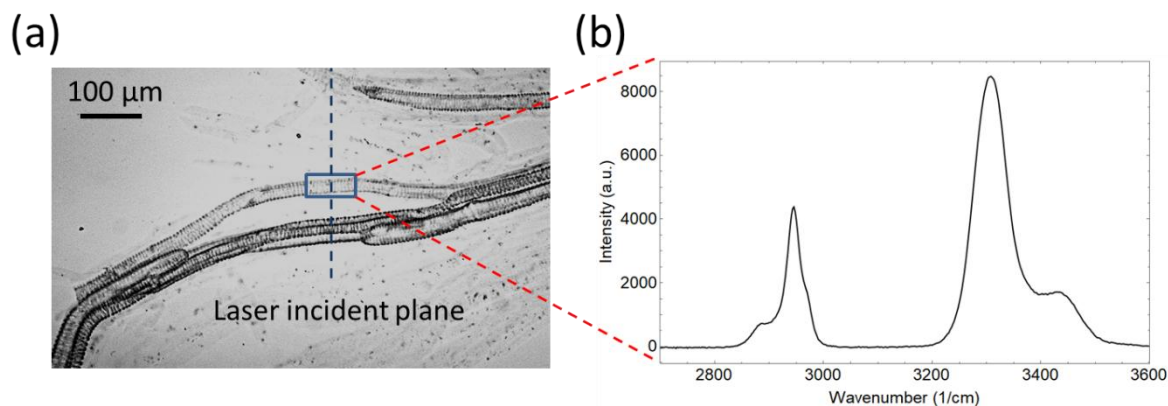 (a)
100 µm
Laser incident plane
(b)
Intensity (a.u.)
8000
6000
4000
2000
0
2800
3000
3200
3400
3600
Wavenumber (1/cm)